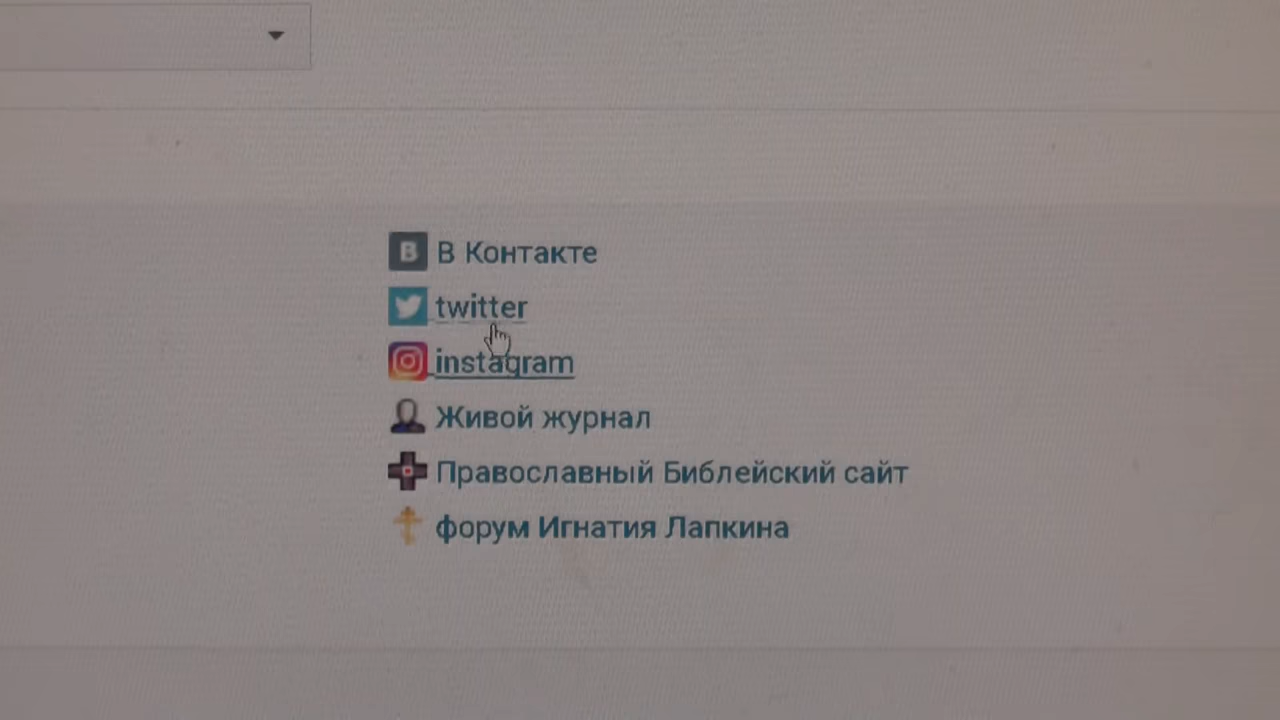 В Контакте
twitter
instagram
Живой журнал
Православный Библейский сайт
форум Игнатия Лапкина